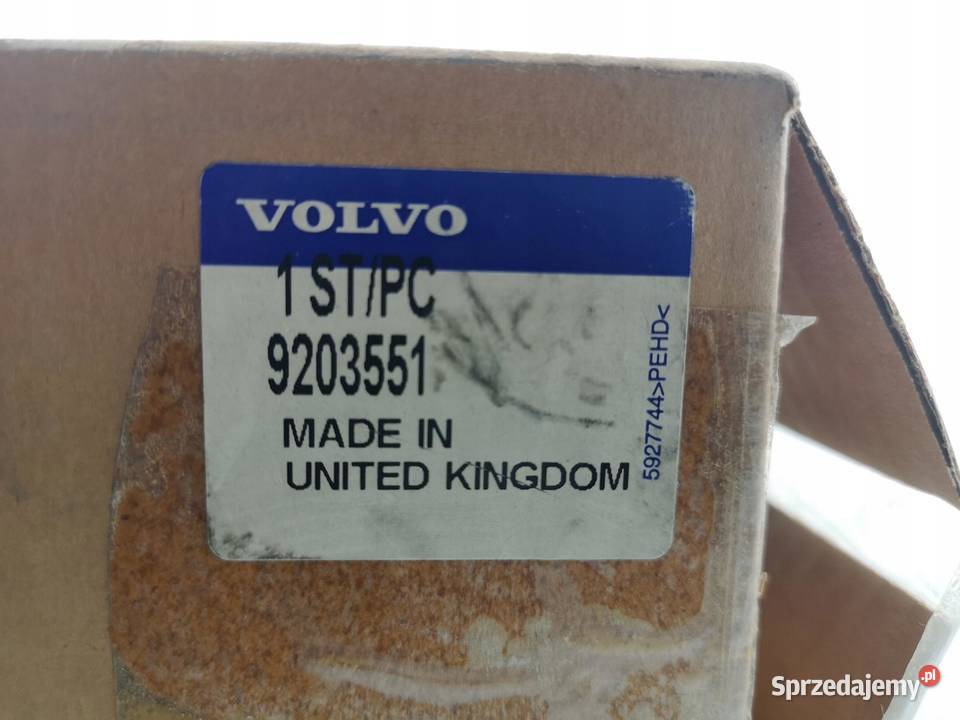 VOLVO
1 ST/PC
9203551
MADE IN
UNITED KINGDOM
5927744>PEHD<
Sprzedajemy.pl